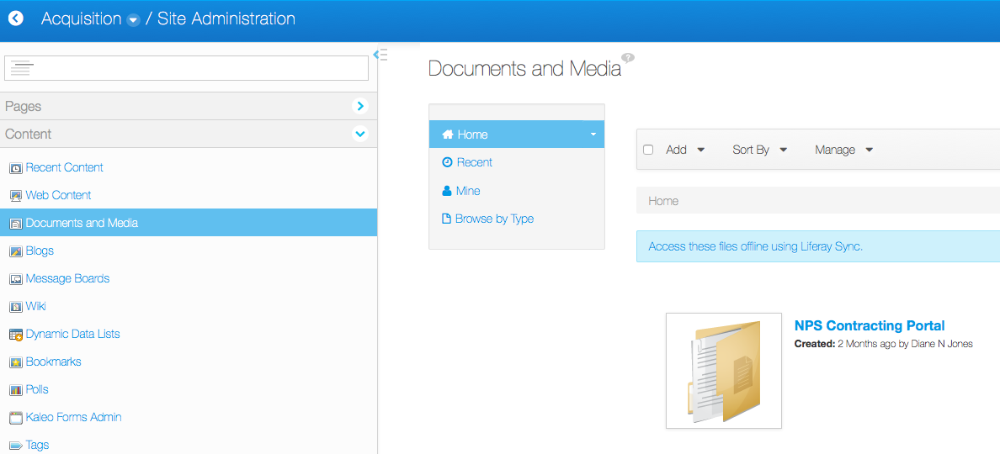 Acquisition / Site Administration
Pages
Content
Recent Content
Web Content
Documents and Media
Blogs
Message Boards
Wiki
Dynamic Data Lists
Bookmarks
Polls
Kaleo Forms Admin
Tags
Documents and Media ?
Home
Recent
Mine
Browse by Type
Add Sort By Manage
Home
Access these files offline using Liferay Sync.
NPS Contracting Portal
Created: 2 Months ago by Diane N Jones